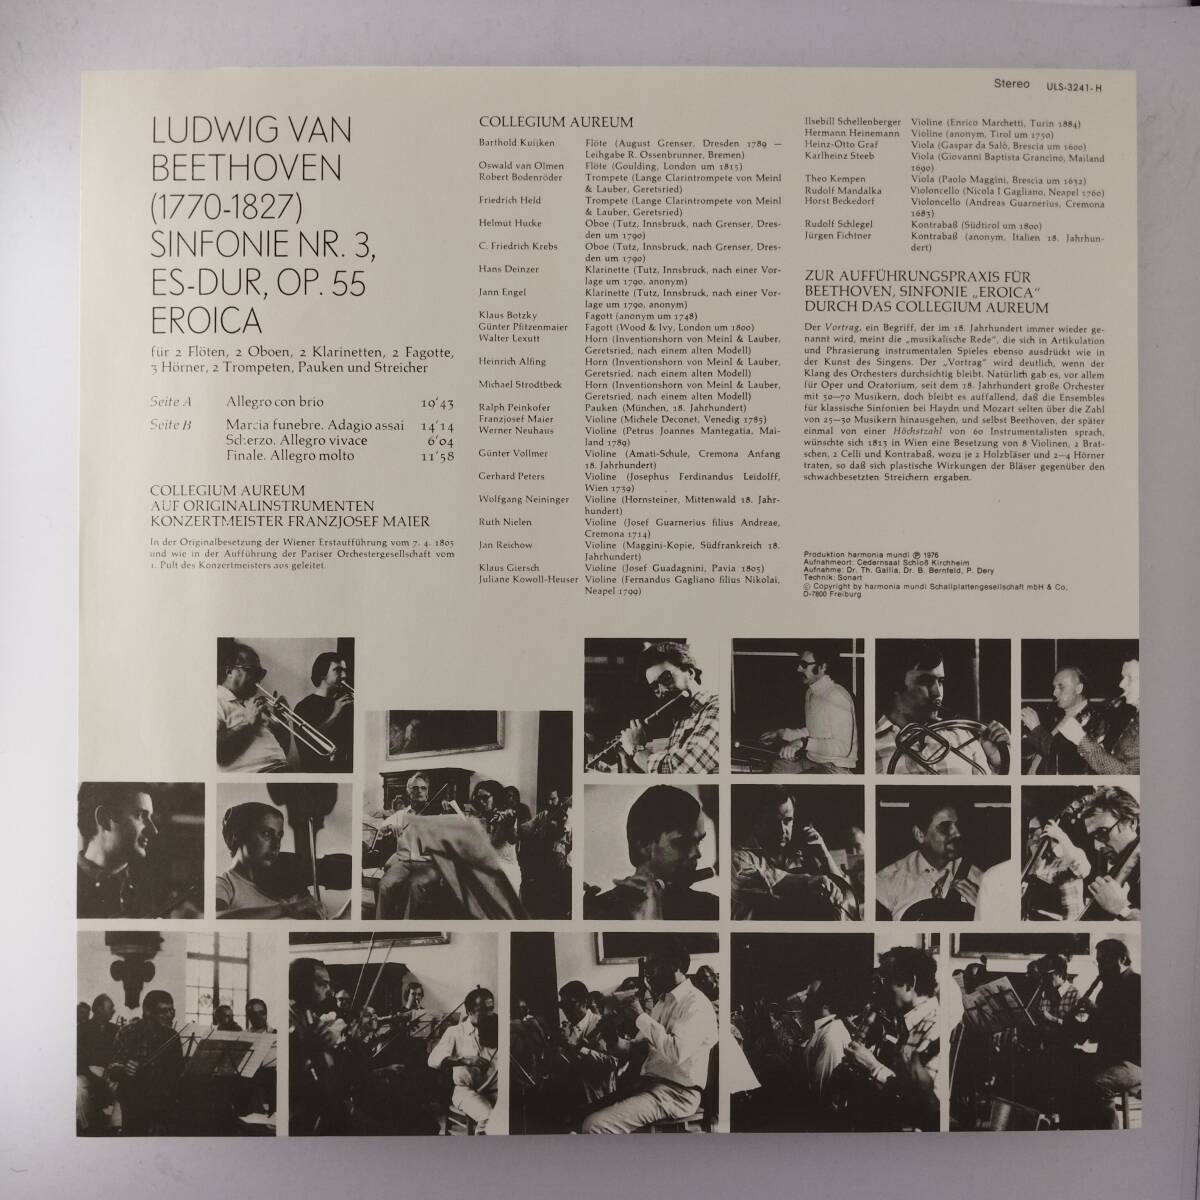 Stereo ULS-3241-H
LUDWIG VAN
BEETHOVEN
(1770-1827)
SINFONIE NR. 3,
ES-DUR, OP. 55
EROICA
für 2 Flöten, 2 Oboen, 2 Klarinetten, 2 Fagotte,
3 Hörner, 2 Trompeten, Pauken und Streicher
Seite A Allegro con brio 19'43
Seite B Marcia funebre. Adagio assai 14'14
Scherzo. Allegro vivace 6'04
Finale. Allegro molto 11'58
COLLEGIUM AUREUM
AUF ORIGINALINSTRUMENTEN
KONZERTMEISTER FRANZJOSEF MAIER
In der Originalbesetzung der Wiener Erstaufführung vom 7. 4. 1805
und wie in der Aufführung der Pariser Orchestergesellschaft vom
1. Pult des Konzertmeisters aus geleitet.
COLLEGIUM AUREUM
Barthold Kuijken Flöte (August Grenser, Dresden 1789 —
Leihgabe R. Ossenbrunner, Bremen)
Oswald van Olmen Flöte (Goulding, London um 1815)
Robert Bodenröder Trompete (Lange Clarintrompete von Meinl
& Lauber, Geretsried)
Friedrich Held Trompete (Lange Clarintrompete von Meinl
& Lauber, Geretsried)
Helmut Hucke Oboe (Tutz, Innsbruck, nach Grenser, Dres-
den um 1790)
C. Friedrich Krebs Oboe (Tutz, Innsbruck, nach Grenser, Dres-
den um 1790)
Hans Deinzer Klarinette (Tutz, Innsbruck, nach einer Vor-
lage um 1790, anonym)
Jann Engel Klarinette (Tutz, Innsbruck, nach einer Vor-
lage um 1790, anonym)
Klaus Botzky Fagott (anonym um 1748)
Günter Pfitzenmaier Fagott (Wood & Ivy, London um 1800)
Walter Lexutt Horn (Inventionshorn von Meinl & Lauber,
Geretsried, nach einem alten Modell)
Heinrich Alfing Horn (Inventionshorn von Meinl & Lauber,
Geretsried, nach einem alten Modell)
Michael Strodtbeck Horn (Inventionshorn von Meinl & Lauber,
Geretsried, nach einem alten Modell)
Ralph Peinkofer Pauken (München, 18. Jahrhundert)
Franzjosef Maier Violine (Michele Deconet, Venedig 1785)
Werner Neuhaus Violine (Petrus Joannes Mantegatia, Mai-
land 1789)
Günter Vollmer Violine (Amati-Schule, Cremona Anfang
18. Jahrhundert)
Gerhard Peters Violine (Josephus Ferdinandus Leidolff,
Wien 1739)
Wolfgang Neininger Violine (Hornsteiner, Mittenwald 18. Jahr-
hundert)
Ruth Nielen Violine (Josef Guarnerius filius Andreae,
Cremona 1714)
Jan Reichow Violine (Maggini-Kopie, Südfrankreich 18.
Jahrhundert)
Klaus Giersch Violine (Josef Guadagnini, Pavia 1805)
Juliane Kowoll-Heuser Violine (Fernandus Gagliano filius Nikolai,
Neapel 1799)
Ilsebill Schellenberger Violine (Enrico Marchetti, Turin 1884)
Hermann Heinemann Violine (anonym, Tirol um 1750)
Heinz-Otto Graf Viola (Gaspar da Salò, Brescia um 1600)
Karlheinz Steeb Viola (Giovanni Baptista Grancino, Mailand
1690)
Theo Kempen Viola (Paolo Maggini, Brescia um 1632)
Rudolf Mandalka Violoncello (Nicola I Gagliano, Neapel 1760)
Horst Beckedorf Violoncello (Andreas Guarnerius, Cremona
1683)
Rudolf Schlegel Kontrabaß (Südtirol um 1800)
Jürgen Fichtner Kontrabaß (anonym, Italien 18. Jahrhun-
dert)
ZUR AUFFÜHRUNGSPRAXIS FÜR
BEETHOVEN, SINFONIE „EROICA“
DURCH DAS COLLEGIUM AUREUM
Der Vortrag, ein Begriff, der im 18. Jahrhundert immer wieder ge-
nannt wird, meint die „musikalische Rede“, die sich in Artikulation
und Phrasierung instrumentalen Spieles ebenso ausdrückt wie in
der Kunst des Singens. Der „Vortrag“ wird deutlich, wenn der
Klang des Orchesters durchsichtig bleibt. Natürlich gab es, vor allem
für Oper und Oratorium, seit dem 18. Jahrhundert große Orchester
mit 50—70 Musikern, doch bleibt es auffallend, daß die Ensembles
für klassische Sinfonien bei Haydn und Mozart selten über die Zahl
von 25—30 Musikern hinausgehen, und selbst Beethoven, der später
einmal von einer Höchstzahl von 60 Instrumentalisten sprach,
wünschte sich 1813 in Wien eine Besetzung von 8 Violinen, 2 Brat-
schen, 2 Celli und Kontrabaß, wozu je 2 Holzbläser und 2—4 Hörner
traten, so daß sich plastische Wirkungen der Bläser gegenüber den
schwachbesetzten Streichern ergaben.
Produktion harmonia mundi Ⓟ 1976
Aufnahmeort: Cedernsaal Schloß Kirchheim
Aufnahme: Dr. Th. Gallia, Dr. B. Bernfeld, P. Dery
Technik: Sonart
© Copyright by harmonia mundi Schallplattengesellschaft mbH & Co.
D-7800 Freiburg